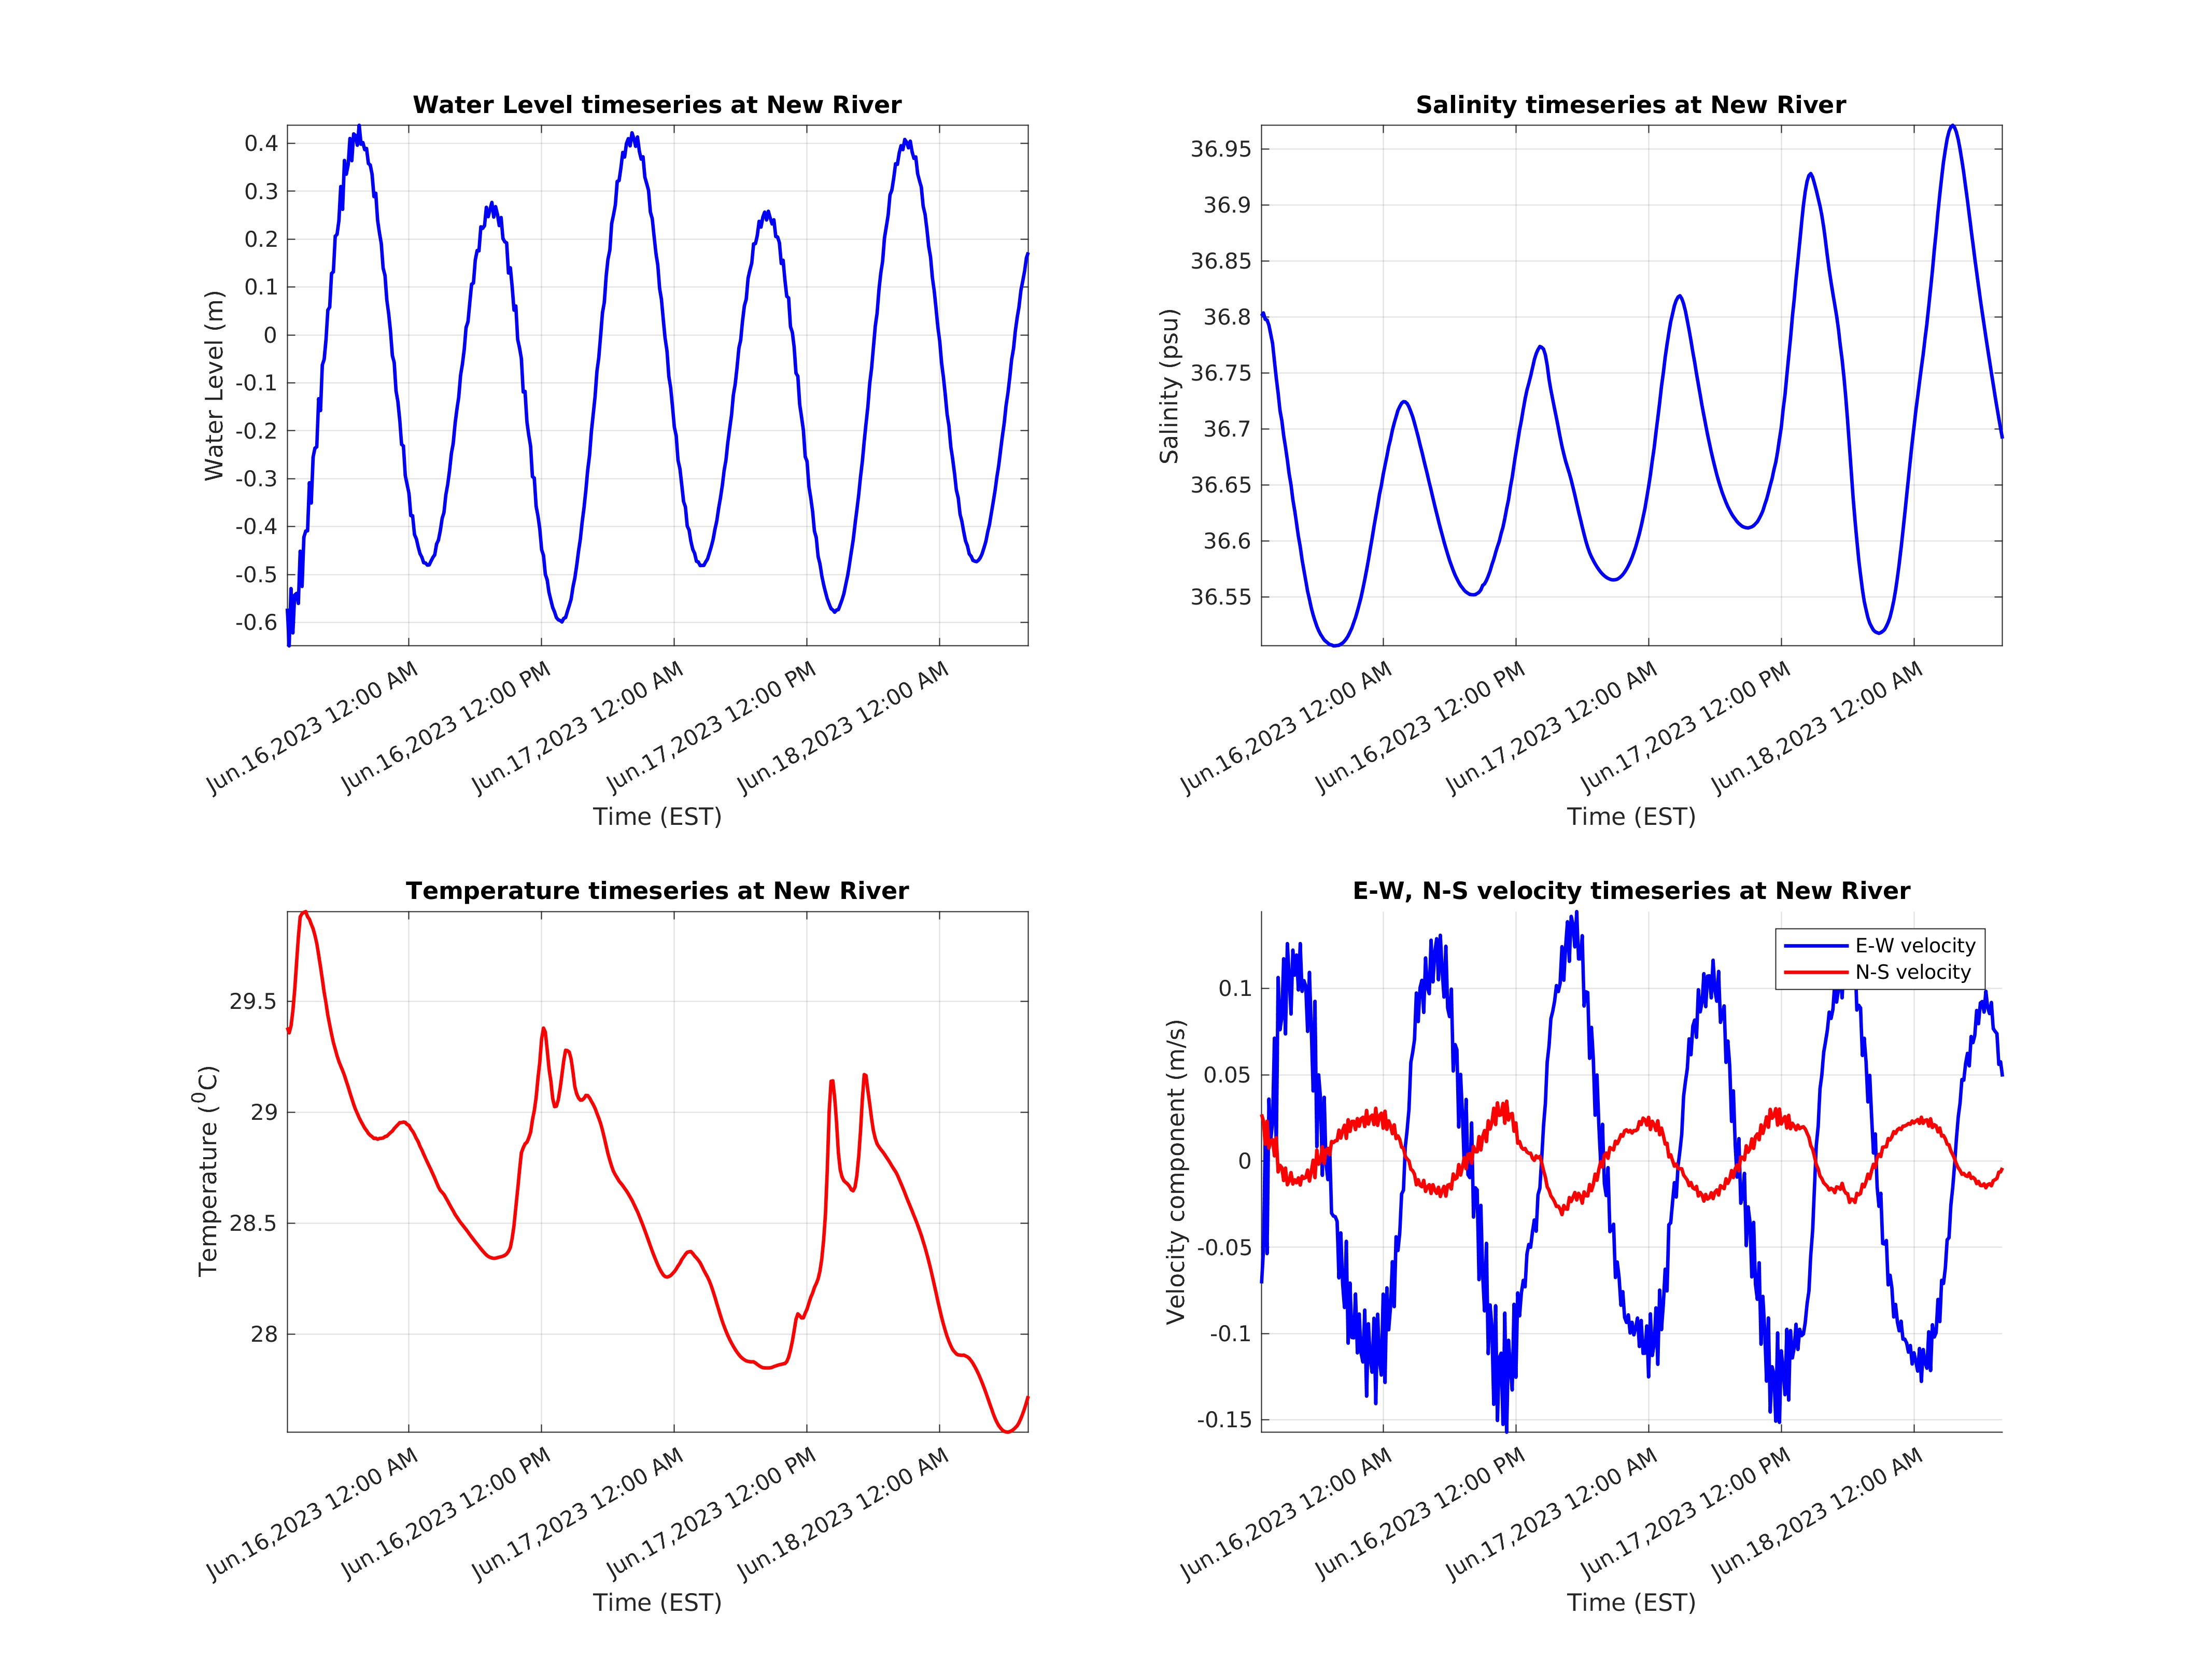 Water Level timeseries at New River
0.4
0.3
0.2
0.1
0
-0.1
-0.2
-0.3
-0.4
-0.5
-0.6
Water Level (m)
Jun.16,2023 12:00 AM
Jun.16,2023 12:00 PM
Jun.17,2023 12:00 AM
Jun.17,2023 12:00 PM
Jun.18,2023 12:00 AM
Time (EST)
Salinity timeseries at New River
36.95
36.9
36.85
36.8
36.75
36.7
36.65
36.6
36.55
Salinity (psu)
Jun.16,2023 12:00 AM
Jun.16,2023 12:00 PM
Jun.17,2023 12:00 AM
Jun.17,2023 12:00 PM
Jun.18,2023 12:00 AM
Time (EST)
Temperature timeseries at New River
29.5
29
28.5
28
Temperature (⁰C)
Jun.16,2023 12:00 AM
Jun.16,2023 12:00 PM
Jun.17,2023 12:00 AM
Jun.17,2023 12:00 PM
Jun.18,2023 12:00 AM
Time (EST)
E-W, N-S velocity timeseries at New River
E-W velocity
N-S velocity
0.1
0.05
0
-0.05
-0.1
-0.15
Velocity component (m/s)
Jun.16,2023 12:00 AM
Jun.16,2023 12:00 PM
Jun.17,2023 12:00 AM
Jun.17,2023 12:00 PM
Jun.18,2023 12:00 AM
Time (EST)